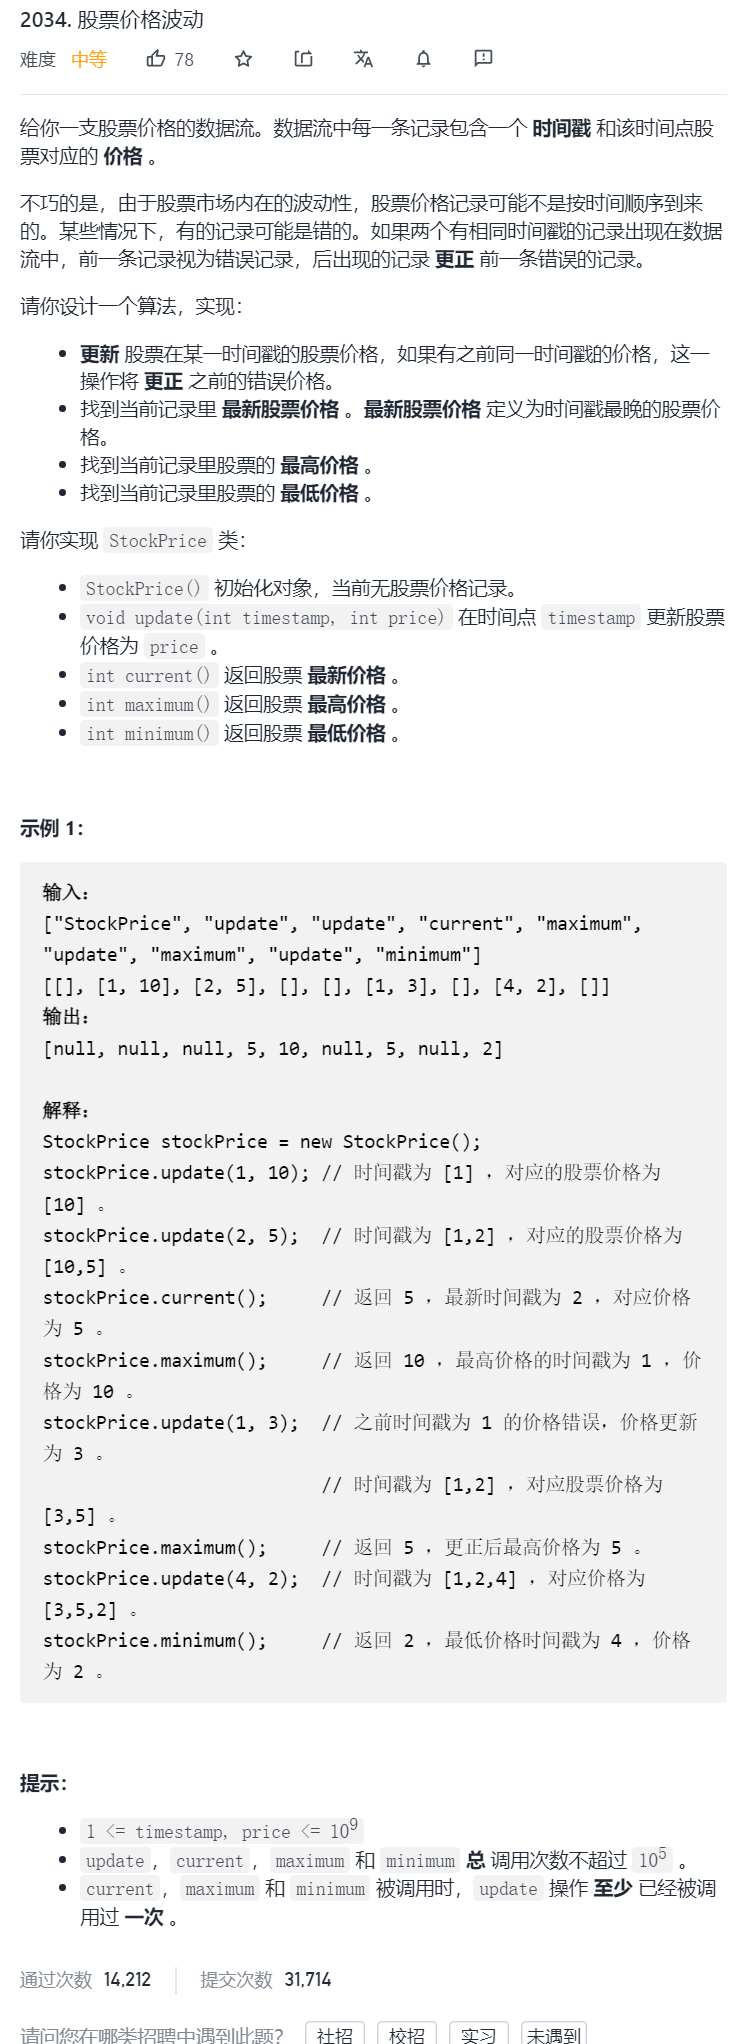 2034. 股票价格波动
难度 中等 78
给你一支股票价格的数据流。数据流中每一条记录包含一个 时间戳 和该时间点股
票对应的 价格 。
不巧的是，由于股票市场内在的波动性，股票价格记录可能不是按时间顺序到来
的。某些情况下，有的记录可能是错的。如果两个有相同时间戳的记录出现在数据
流中，前一条记录视为错误记录，后出现的记录 更正 前一条错误的记录。
请你设计一个算法，实现：
更新 股票在某一时间戳的股票价格，如果有之前同一时间戳的价格，这一
操作将 更正 之前的错误价格。
找到当前记录里 最新股票价格 。最新股票价格 定义为时间戳最晚的股票价
格。
找到当前记录里股票的 最高价格 。
找到当前记录里股票的 最低价格 。
请你实现 StockPrice 类：
StockPrice() 初始化对象，当前无股票价格记录。
void update(int timestamp, int price) 在时间点 timestamp 更新股票
价格为 price 。
int current() 返回股票 最新价格 。
int maximum() 返回股票 最高价格 。
int minimum() 返回股票 最低价格 。
示例 1：
输入：
["StockPrice", "update", "update", "current", "maximum",
"update", "maximum", "update", "minimum"]
[[], [1, 10], [2, 5], [], [], [1, 3], [], [4, 2], []]
输出：
[null, null, null, 5, 10, null, 5, null, 2]
解释：
StockPrice stockPrice = new StockPrice();
stockPrice.update(1, 10); // 时间戳为 [1] ，对应的股票价格为
[10] 。
stockPrice.update(2, 5);  // 时间戳为 [1,2] ，对应的股票价格为
[10,5] 。
stockPrice.current();     // 返回 5 ，最新时间戳为 2 ，对应价格
为 5 。
stockPrice.maximum();     // 返回 10 ，最高价格的时间戳为 1 ，价
格为 10 。
stockPrice.update(1, 3);  // 之前时间戳为 1 的价格错误，价格更新
为 3 。
// 时间戳为 [1,2] ，对应股票价格为
[3,5] 。
stockPrice.maximum();     // 返回 5 ，更正后最高价格为 5 。
stockPrice.update(4, 2);  // 时间戳为 [1,2,4] ，对应价格为
[3,5,2] 。
stockPrice.minimum();     // 返回 2 ，最低价格时间戳为 4 ，价格
为 2 。
提示：
1 <= timestamp, price <= 10⁹
update，current，maximum 和 minimum 总 调用次数不超过 10⁵ 。
current，maximum 和 minimum 被调用时，update 操作 至少 已经被调
用过 一次 。
通过次数 14,212 提交次数 31,714
请问您在哪类招聘中遇到此题？ 社招 校招 实习 未遇到